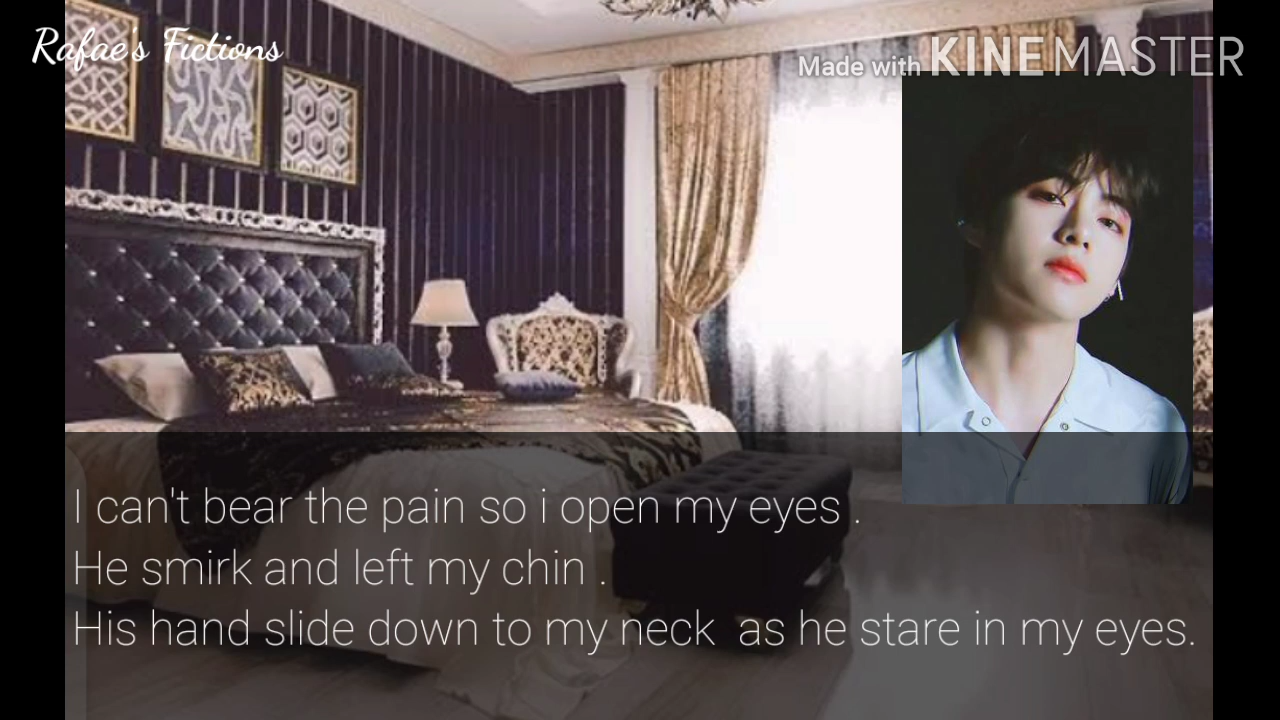 Rafae's Fictions
Made with KINEMASTER
I can't bear the pain so i open my eyes .
He smirk and left my chin .
His hand slide down to my neck  as he stare in my eyes.